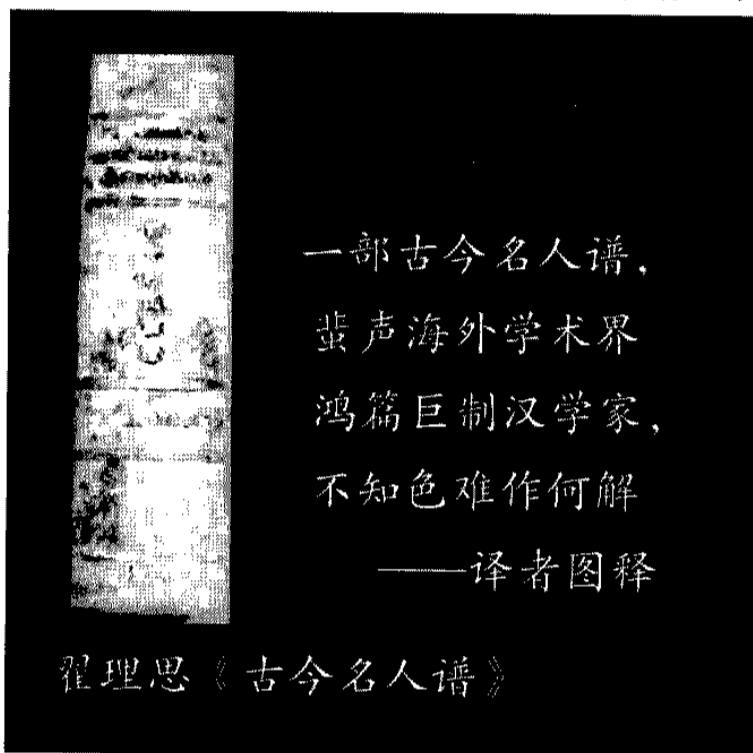 一部古今名人谱,
蜚声海外学术界
鸿篇巨制汉学家,
不知色难作何解
——译者图释
翟理思《古今名人谱》